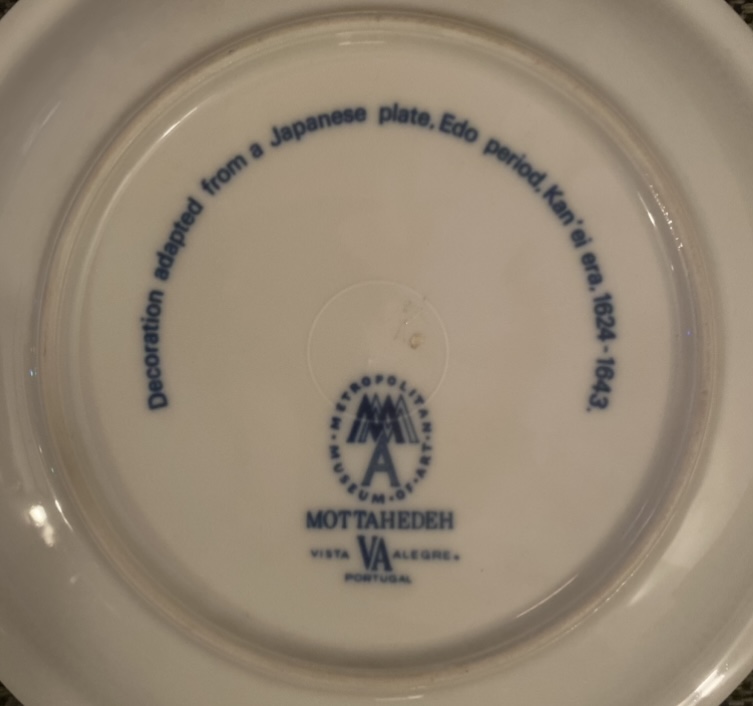 Decoration adapted from a Japanese plate, Edo period, Kan'ei era, 1624-1643.
METROPOLITAN · MUSEUM · OF · ART ·
MMA
MOTTAHEDEH
VISTA VA ALEGRE
PORTUGAL